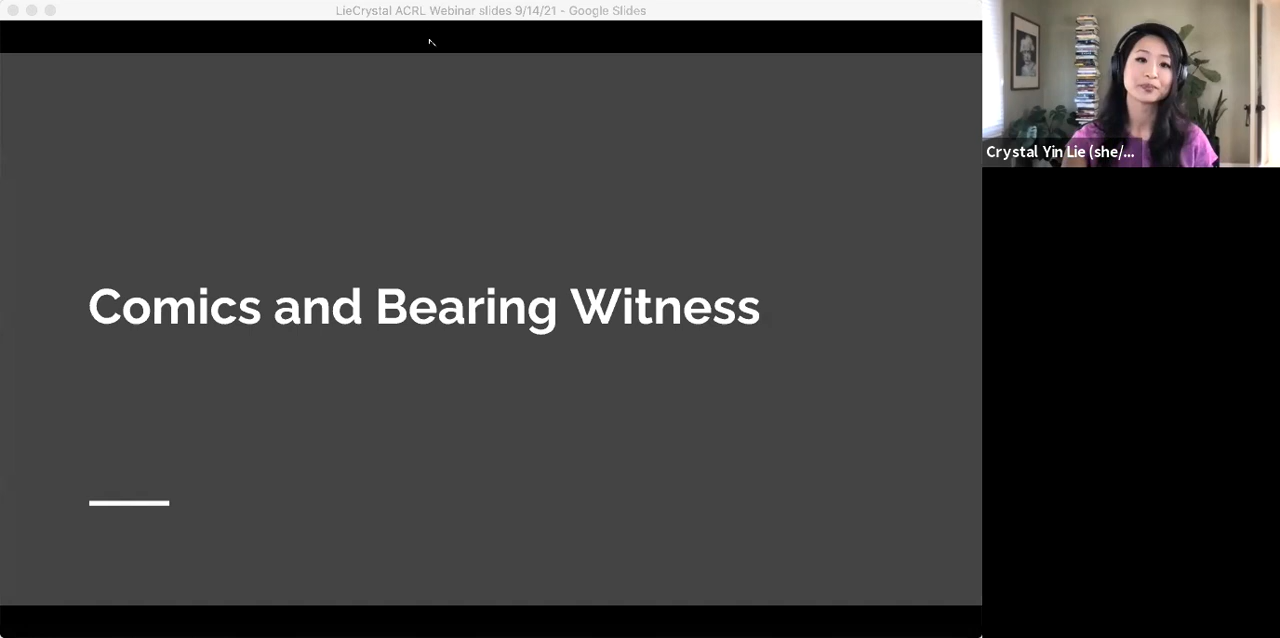 LieCrystal ACRL Webinar slides 9/14/21 - Google Slides
Comics and Bearing Witness
Crystal Yin Lie (she/...